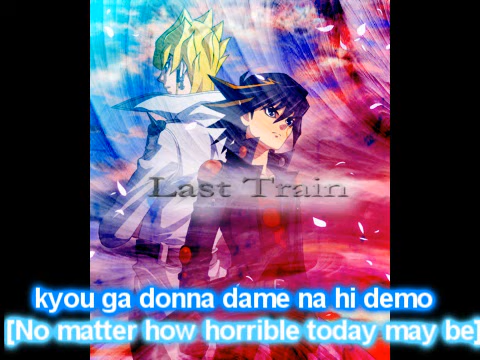 Last Train
kyou ga donna dame na hi demo
[No matter how horrible today may be]